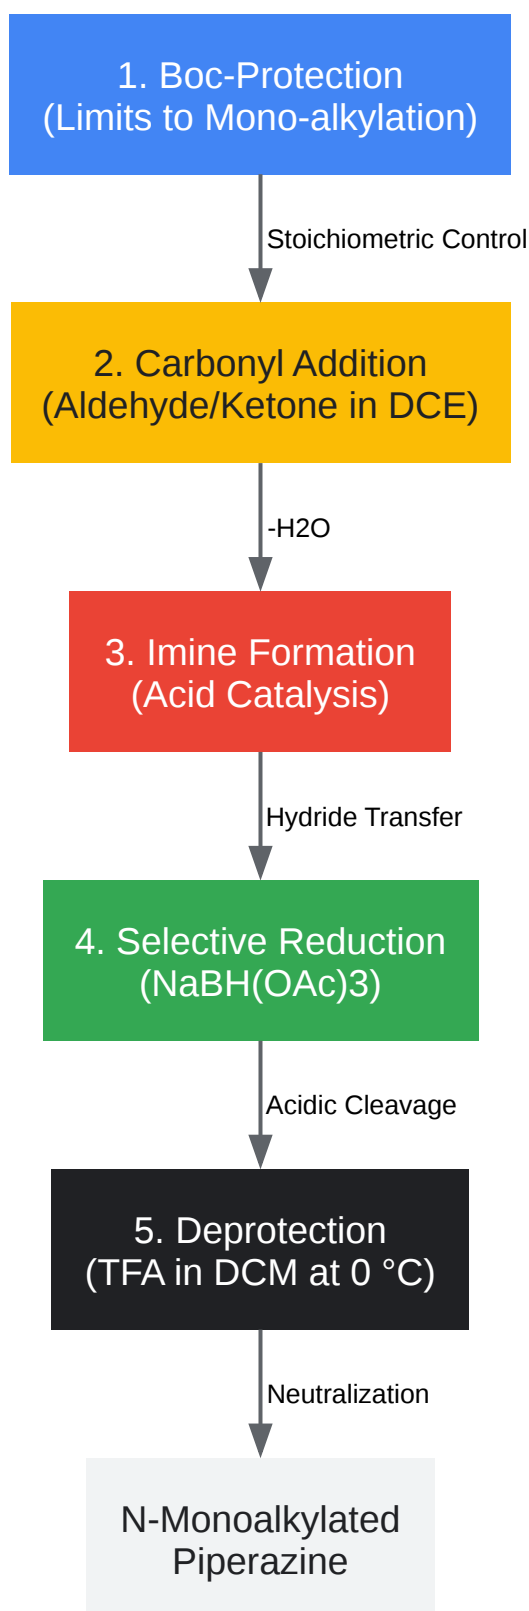 1. Boc-Protection
(Limits to Mono-alkylation)
Stoichiometric Control
2. Carbonyl Addition
(Aldehyde/Ketone in DCE)
-H2O
3. Imine Formation
(Acid Catalysis)
Hydride Transfer
4. Selective Reduction
(NaBH(OAc)3)
Acidic Cleavage
5. Deprotection
(TFA in DCM at 0 °C)
Neutralization
N-Monoalkylated
Piperazine